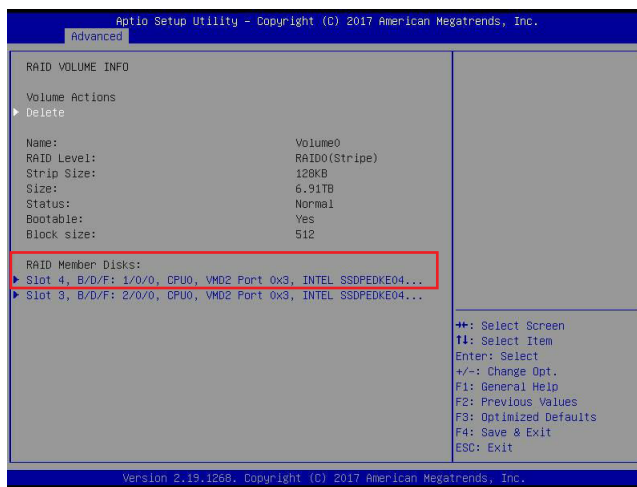 Aptio Setup Utility – Copyright (C) 2017 American Megatrends, Inc.
Advanced
RAID VOLUME INFO
Volume Actions
Delete
Name: Volume0
RAID Level: RAID0(Stripe)
Strip Size: 128KB
Size: 6.91TB
Status: Normal
Bootable: Yes
Block size: 512
RAID Member Disks:
Slot 4, B/D/F: 1/0/0, CPU0, VMD2 Port 0x3, INTEL SSDPEDKE04...
Slot 3, B/D/F: 2/0/0, CPU0, VMD2 Port 0x3, INTEL SSDPEDKE04...
→←: Select Screen
↑↓: Select Item
Enter: Select
+/-: Change Opt.
F1: General Help
F2: Previous Values
F3: Optimized Defaults
F4: Save & Exit
ESC: Exit
Version 2.19.1268. Copyright (C) 2017 American Megatrends, Inc.